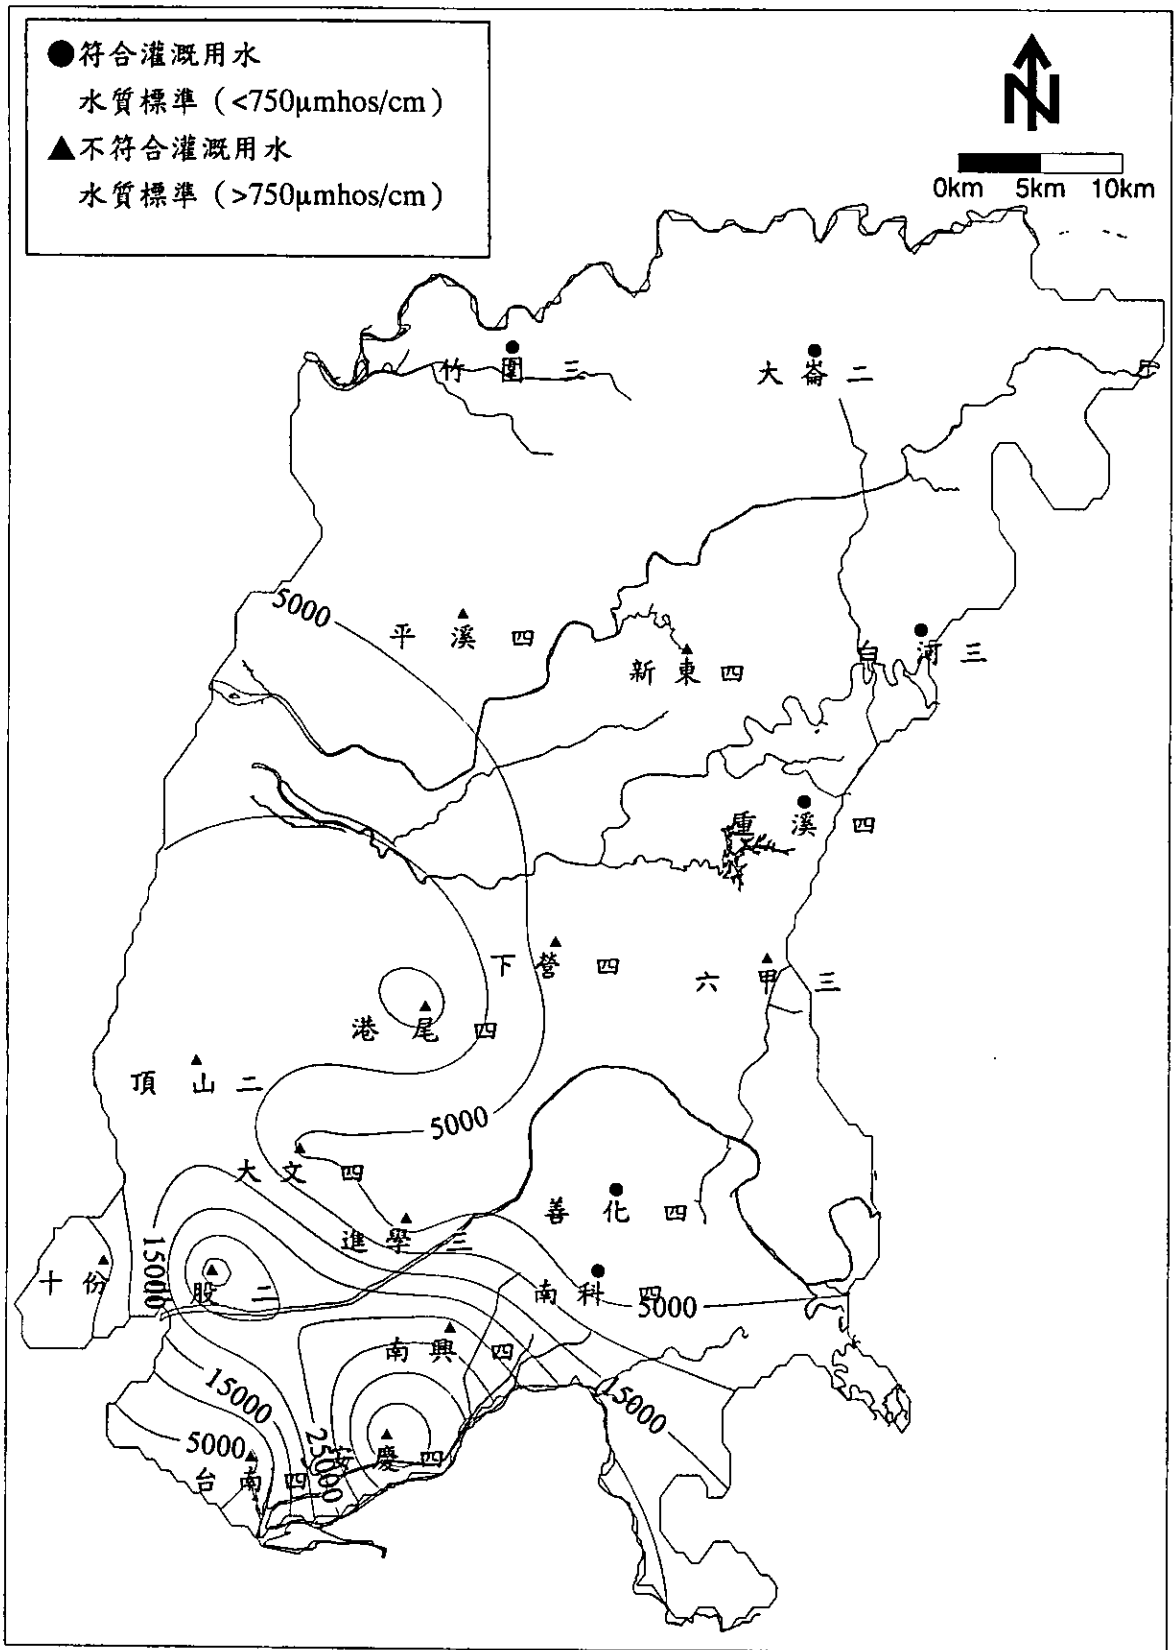 ●符合灌溉用水
水質標準（<750μmhos/cm）
▲不符合灌溉用水
水質標準（>750μmhos/cm）
N
0km 5km 10km
竹圍三
大崙二
5000
平溪四
新東四
白河三
重溪四
下營四
六甲三
港尾四
頂山二
5000
大文四
善化四
進學三
15000
十份
股二
南科四
5000
南興四
15000
15000
5000
25000
安慶四
台南四